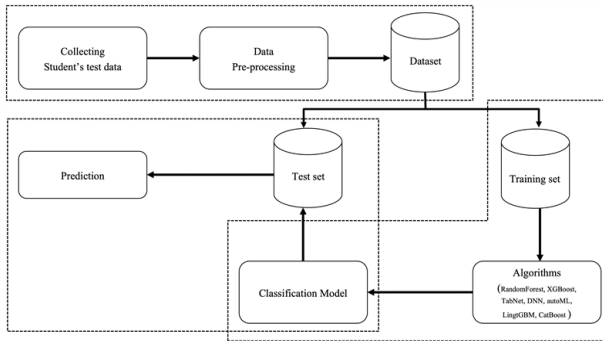 Collecting
Student's test data
Data
Pre-processing
Dataset
Prediction
Test set
Training set
Classification Model
Algorithms
(RandomForest, XGBoost,
TabNet, DNN, autoML,
LingtGBM, CatBoost )